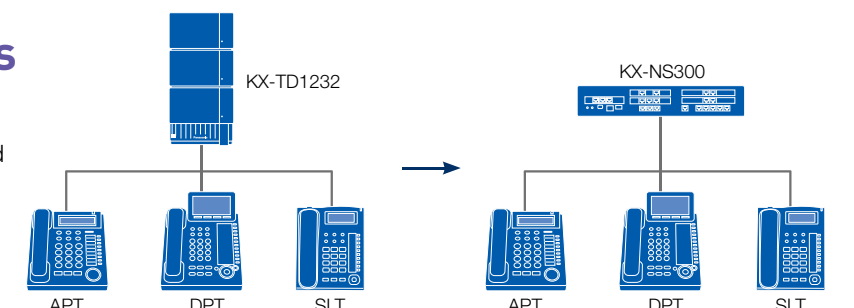 s
KX-TD1232
KX-NS300
d
APT
DPT
SLT
APT
DPT
SLT